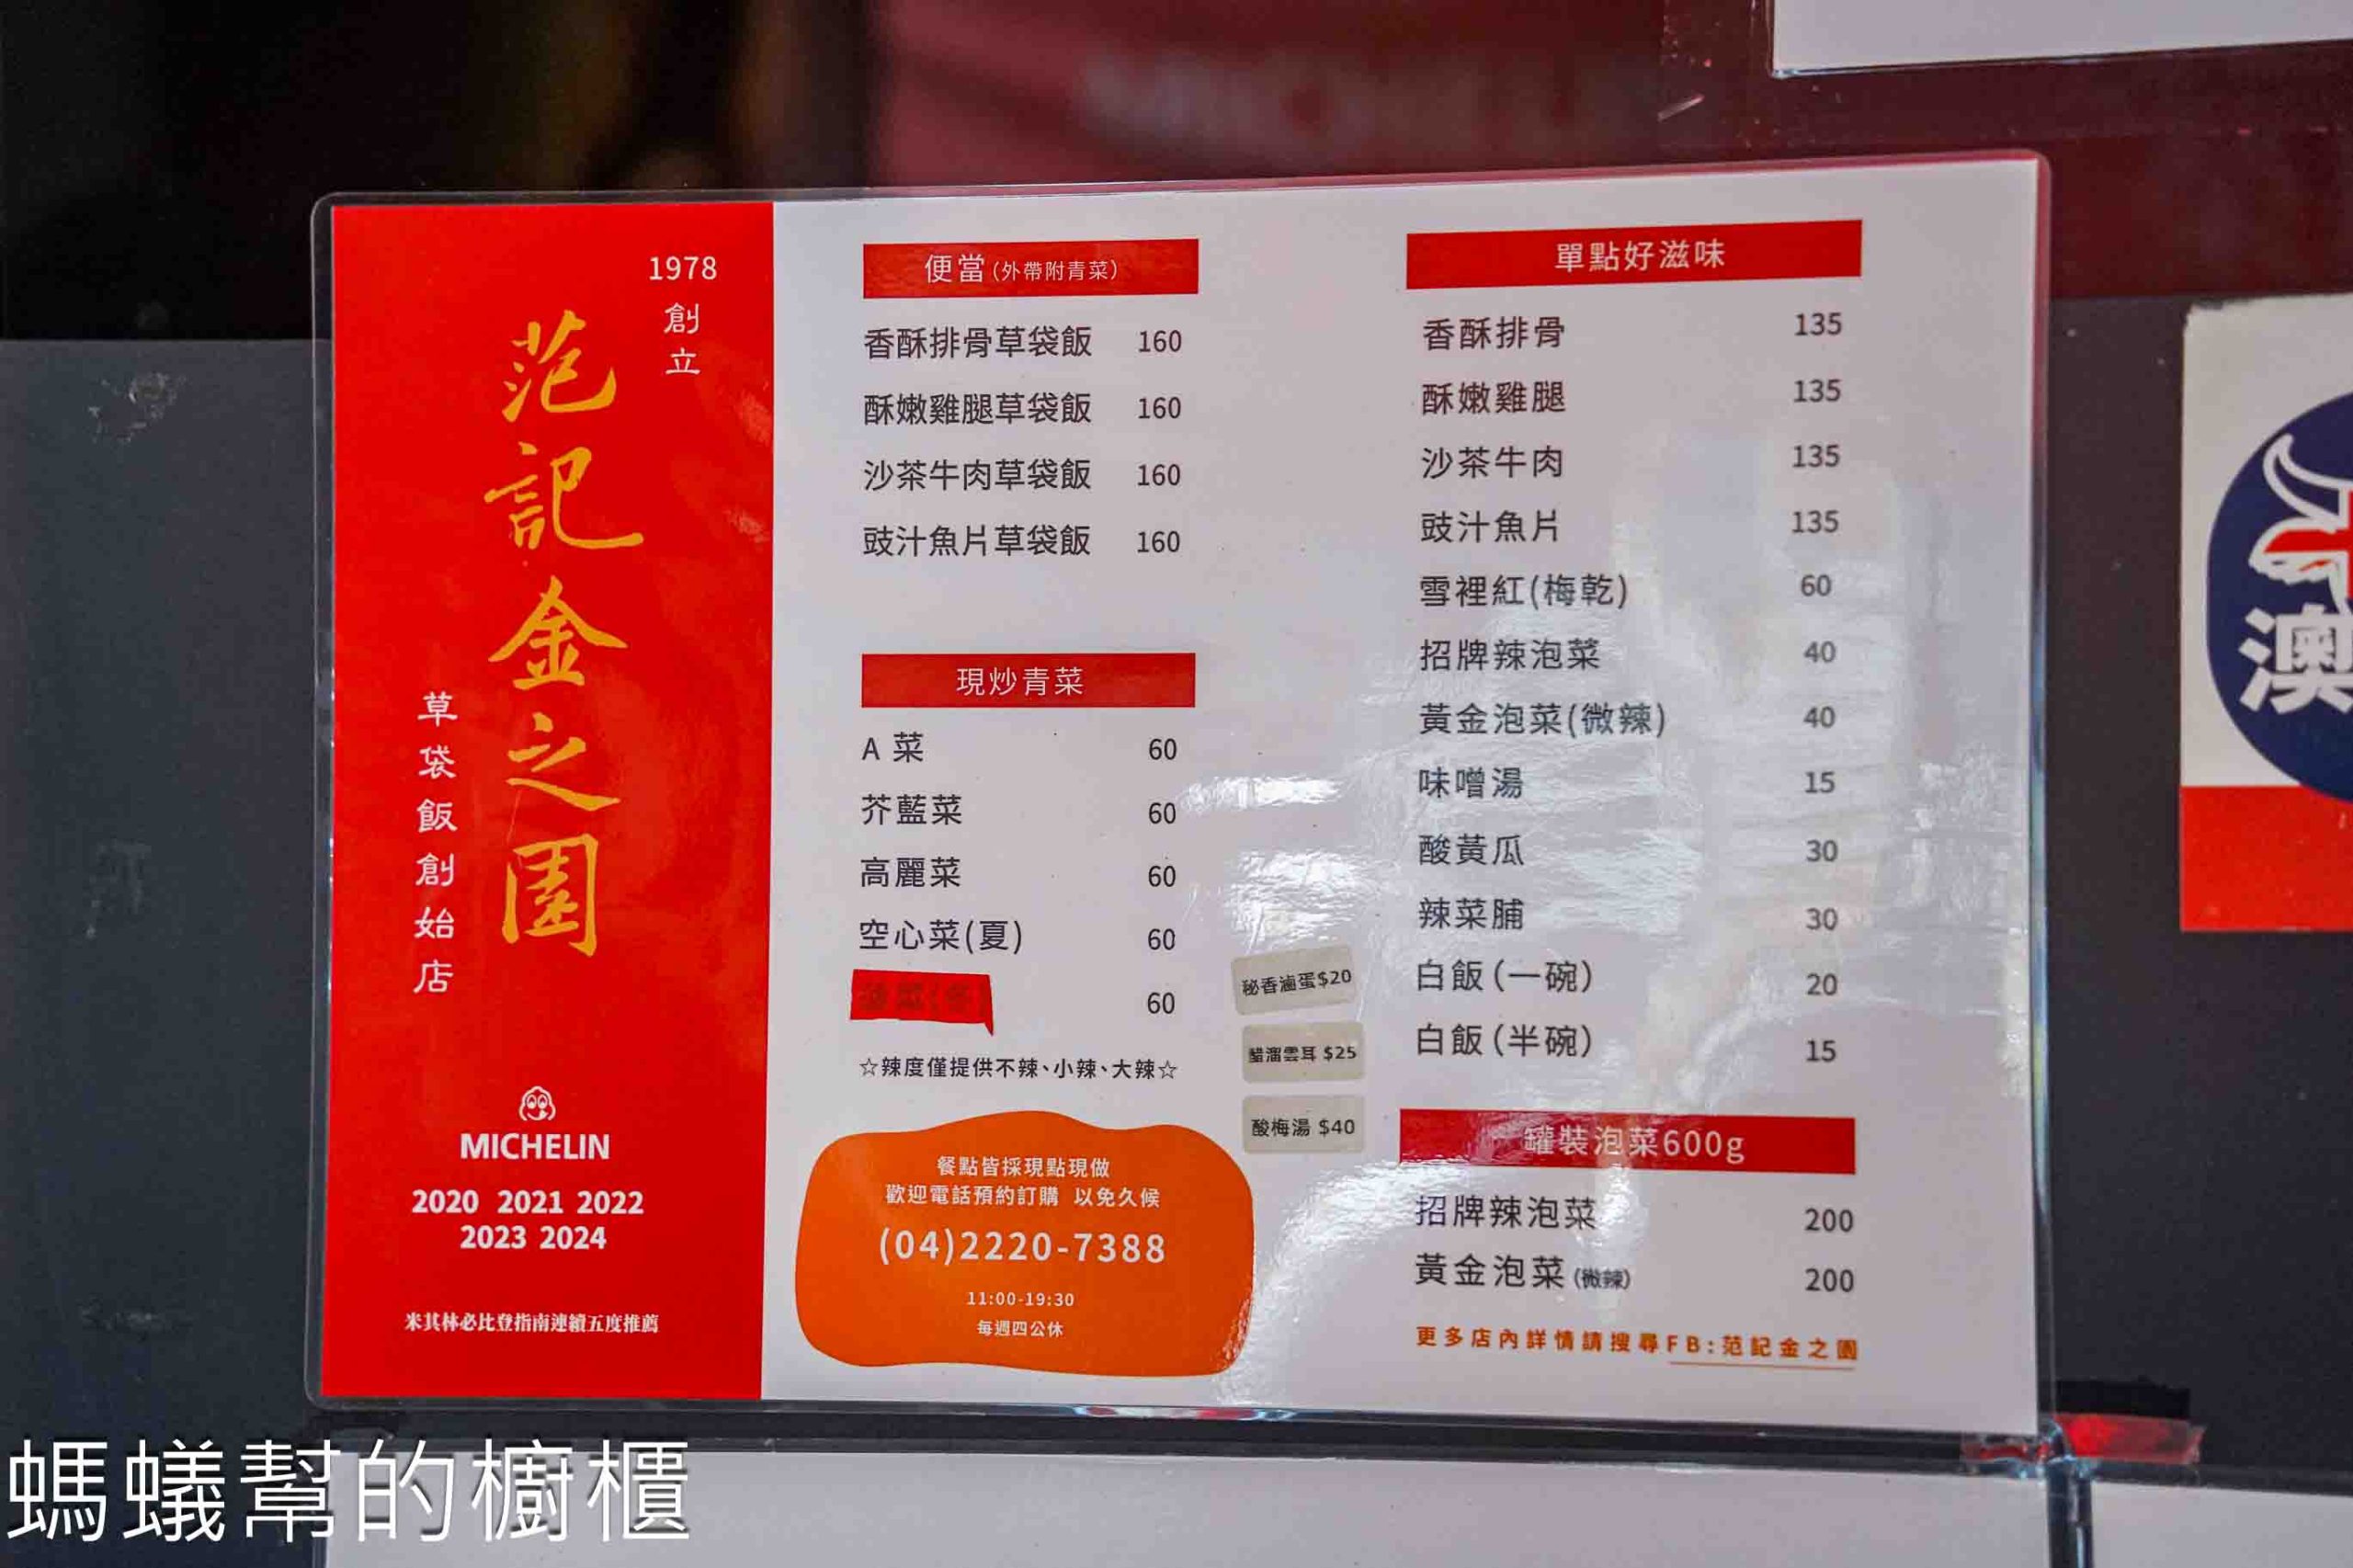 1978
創
立
范記金之園
草袋飯創始店
MICHELIN
2020 2021 2022
2023 2024
米其林必比登指南連續五度推薦
便當(外帶附青菜)
香酥排骨草袋飯 160
酥嫩雞腿草袋飯 160
沙茶牛肉草袋飯 160
豉汁魚片草袋飯 160
現炒青菜
A 菜 60
芥藍菜 60
高麗菜 60
空心菜(夏) 60
60
☆辣度僅提供不辣、小辣、大辣☆
餐點皆採現點現做
歡迎電話預約訂購 以免久候
(04)2220-7388
11:00-19:30
每週四公休
秘香滷蛋$20
醋溜雲耳 $25
酸梅湯 $40
單點好滋味
香酥排骨 135
酥嫩雞腿 135
沙茶牛肉 135
豉汁魚片 135
雪裡紅(梅乾) 60
招牌辣泡菜 40
黃金泡菜(微辣) 40
味噌湯 15
酸黃瓜 30
辣菜脯 30
白飯(一碗) 20
白飯(半碗) 15
罐裝泡菜600g
招牌辣泡菜 200
黃金泡菜(微辣) 200
更多店內詳情請搜尋FB:范記金之園
澳
螞蟻幫的櫥櫃